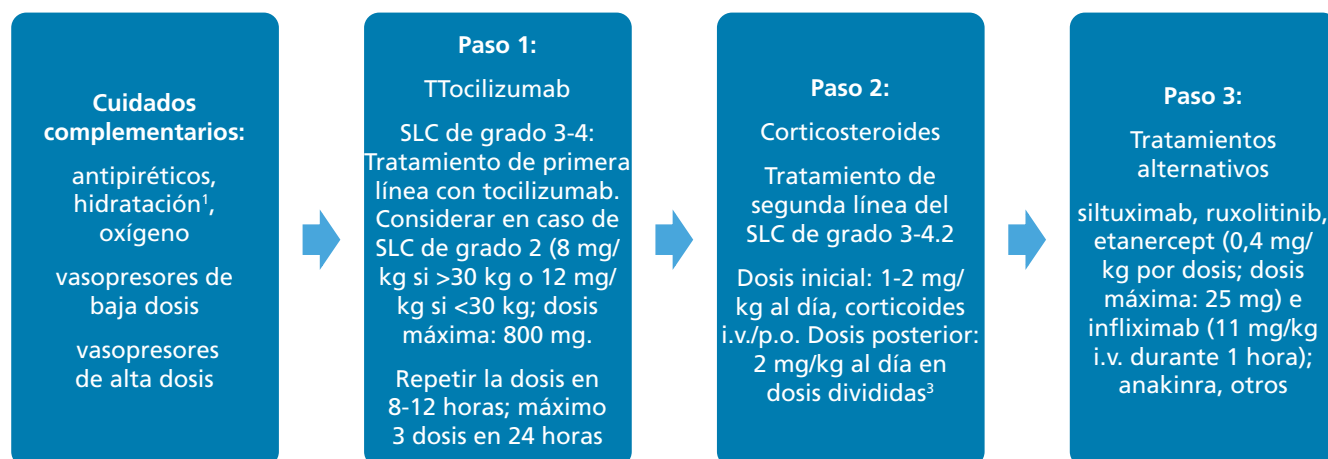 Cuidados
complementarios:
antipiréticos,
hidratación¹,
oxígeno
vasopresores de
baja dosis
vasopresores
de alta dosis
Paso 1:
TTocilizumab
SLC de grado 3-4:
Tratamiento de primera
línea con tocilizumab.
Considerar en caso de
SLC de grado 2 (8 mg/
kg si >30 kg o 12 mg/
kg si <30 kg; dosis
máxima: 800 mg.
Repetir la dosis en
8-12 horas; máximo
3 dosis en 24 horas
Paso 2:
Corticosteroides
Tratamiento de
segunda línea del
SLC de grado 3-4.2
Dosis inicial: 1-2 mg/
kg al día, corticoides
i.v./p.o. Dosis posterior:
2 mg/kg al día en
dosis divididas³
Paso 3:
Tratamientos
alternativos
siltuximab, ruxolitinib,
etanercept (0,4 mg/
kg por dosis; dosis
máxima: 25 mg) e
infliximab (11 mg/kg
i.v. durante 1 hora);
anakinra, otros